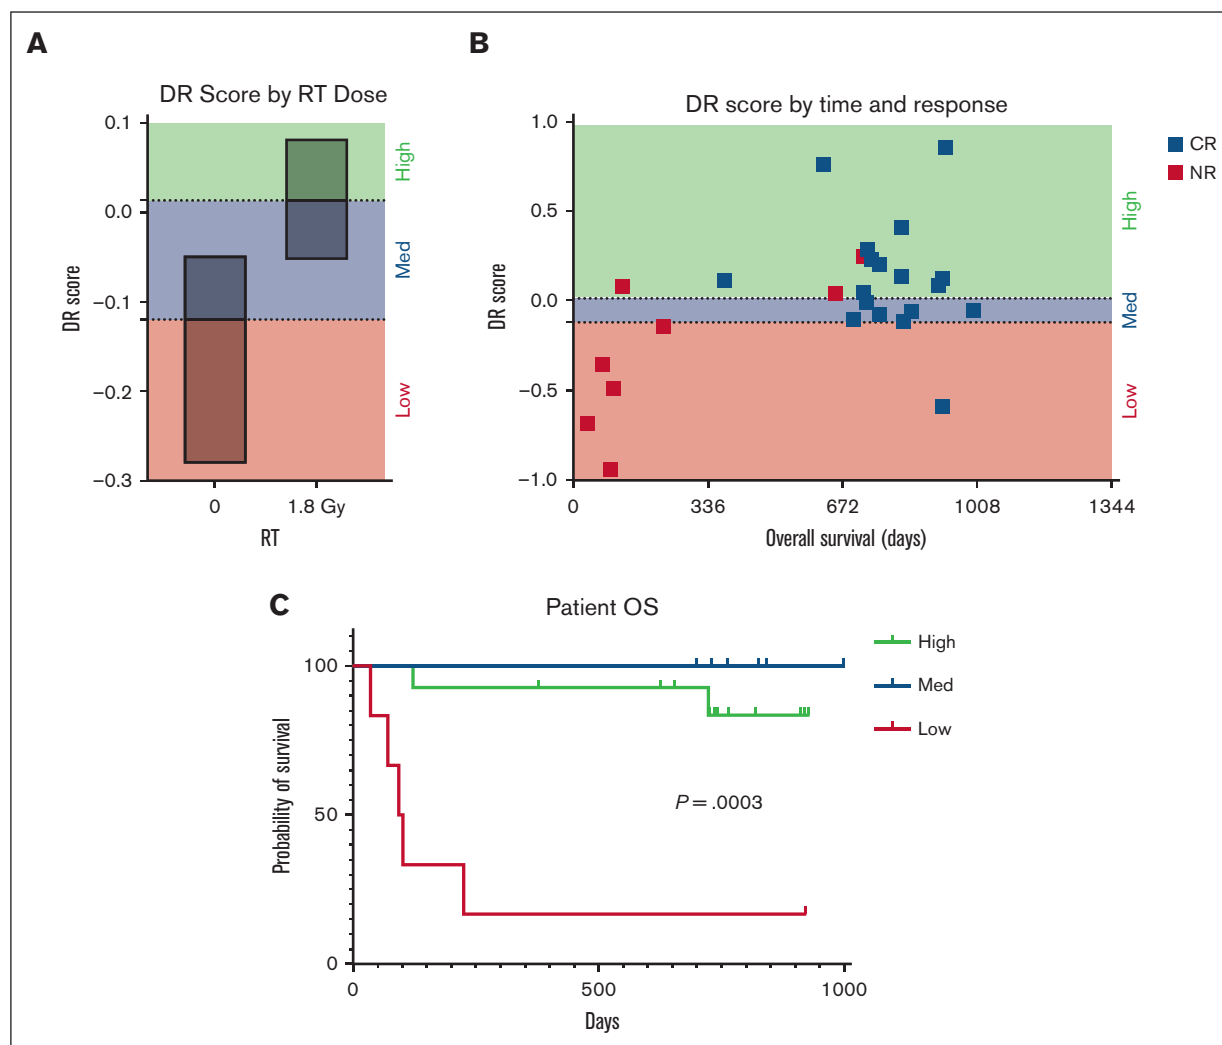 A
DR Score by RT Dose
0.1
0.0
−0.1
−0.2
−0.3
DR score
High
Med
Low
0
1.8 Gy
RT
B
DR score by time and response
1.0
0.5
0.0
−0.5
−1.0
DR score
High
Med
Low
0
336
672
1008
1344
Overall survival (days)
CR
NR
C
Patient OS
100
50
0
Probability of survival
P = .0003
0
500
1000
Days
High
Med
Low